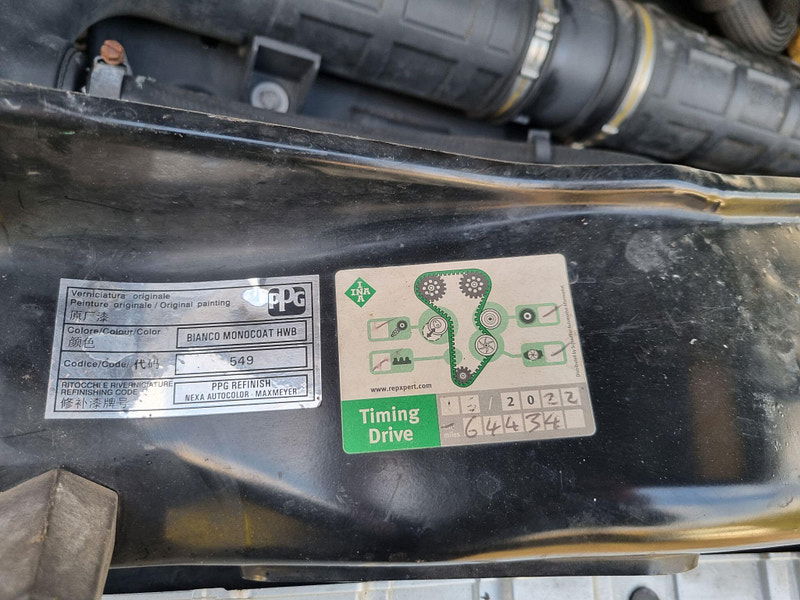 Verniciatura originale
Peinture originale / Original painting
原厂漆
PPG
Colore/Colour/Color
颜色
BIANCO MONOCOAT HWB
Codice/Code/ 代码
549
RITOCCHI E RIVERNICIATURE
REFINISHING CODE
修补漆牌号
PPG REFINISH
NEXA AUTOCOLOR - MAXMEYER
INA
www.repxpert.com
Timing
Drive
/ 2022
miles 64434